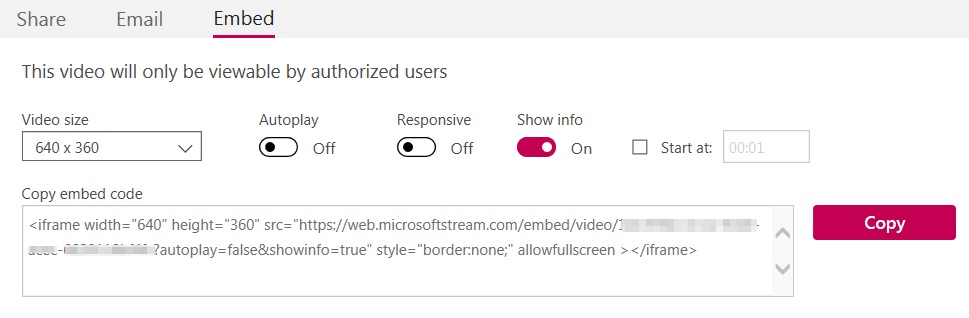 Share Email Embed
This video will only be viewable by authorized users
Video size Autoplay Responsive Show info
640 x 360 Off Off On Start at: 00:01
Copy embed code
<iframe width="640" height="360" src="https://web.microsoftstream.com/embed/video/
?autoplay=false&showinfo=true" style="border:none;" allowfullscreen ></iframe>
Copy